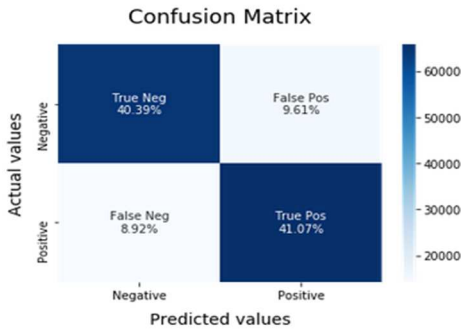 Confusion Matrix
Actual values
Negative
Positive
True Neg
40.39%
False Pos
9.61%
False Neg
8.92%
True Pos
41.07%
Negative
Positive
Predicted values
60000
50000
40000
30000
20000